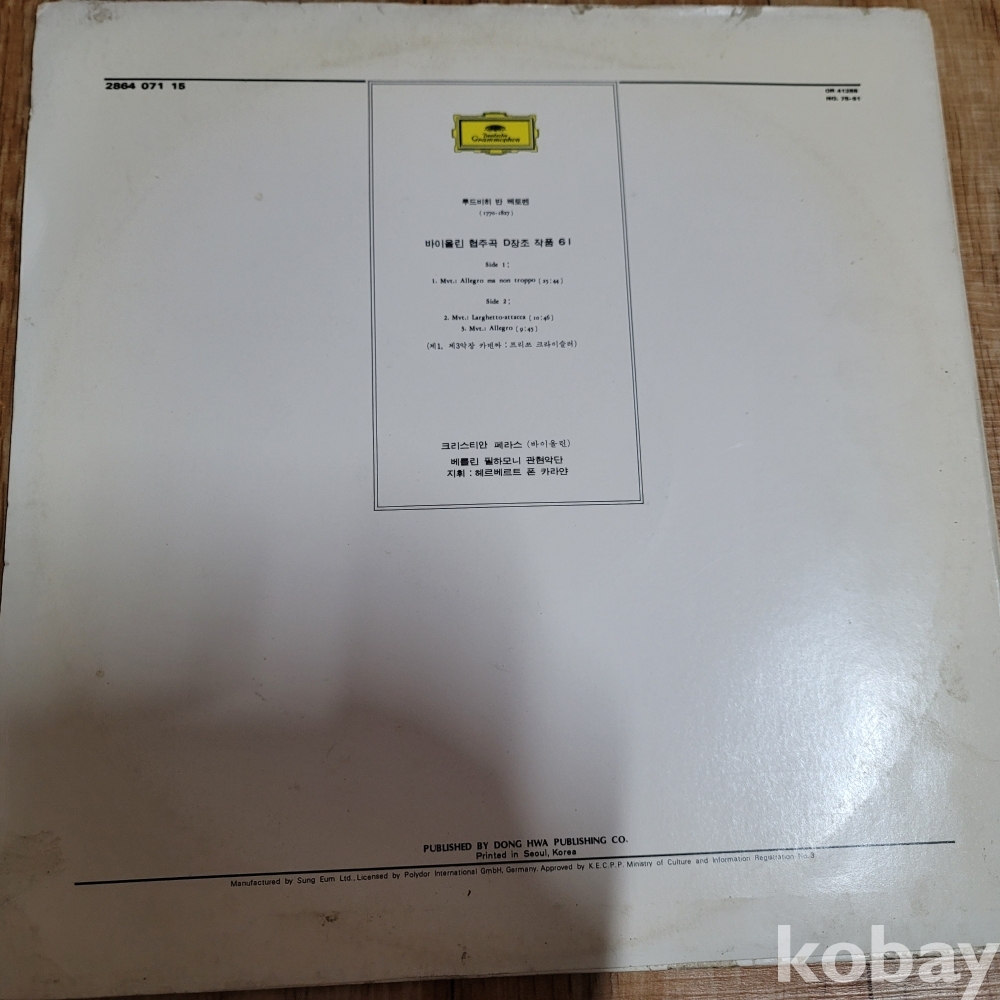 2864 071 15
Deutsche
Grammophon
루드비히 반 베토벤
(1770-1827)
바이올린 협주곡 D장조 작품 61
Side 1:
1. Mvt.: Allegro ma non troppo (25:44)
Side 2:
2. Mvt.: Larghetto-attacca (10:46)
3. Mvt.: Allegro (9:45)
(제1, 제3악장 카덴짜 : 프리쯔 크라이슬러)
크리스티안 페라스 (바이올린)
베를린 필하모니 관현악단
지휘 : 헤르베르트 폰 카라얀
PUBLISHED BY DONG HWA PUBLISHING CO.
Printed in Seoul, Korea
Manufactured by Sung Eum Ltd., Licensed by Polydor International GmbH, Germany. Approved by K.E.C.P.P. Ministry of Culture and Information Registration No.3
kobay